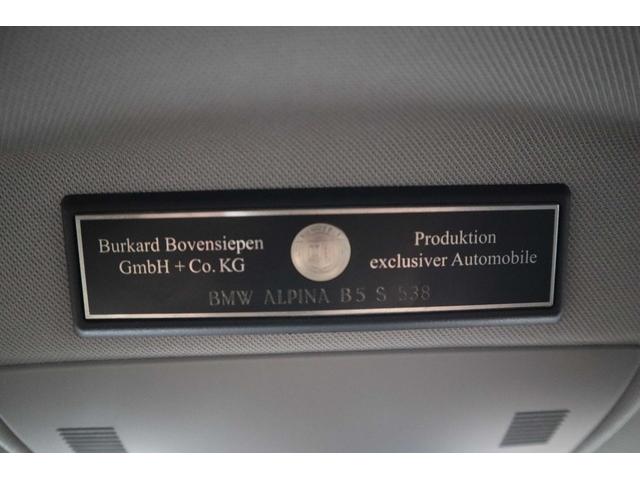 Burkard Bovensiepen
GmbH + Co. KG
Produktion
exclusiver Automobile
BMW ALPINA B5 S 538